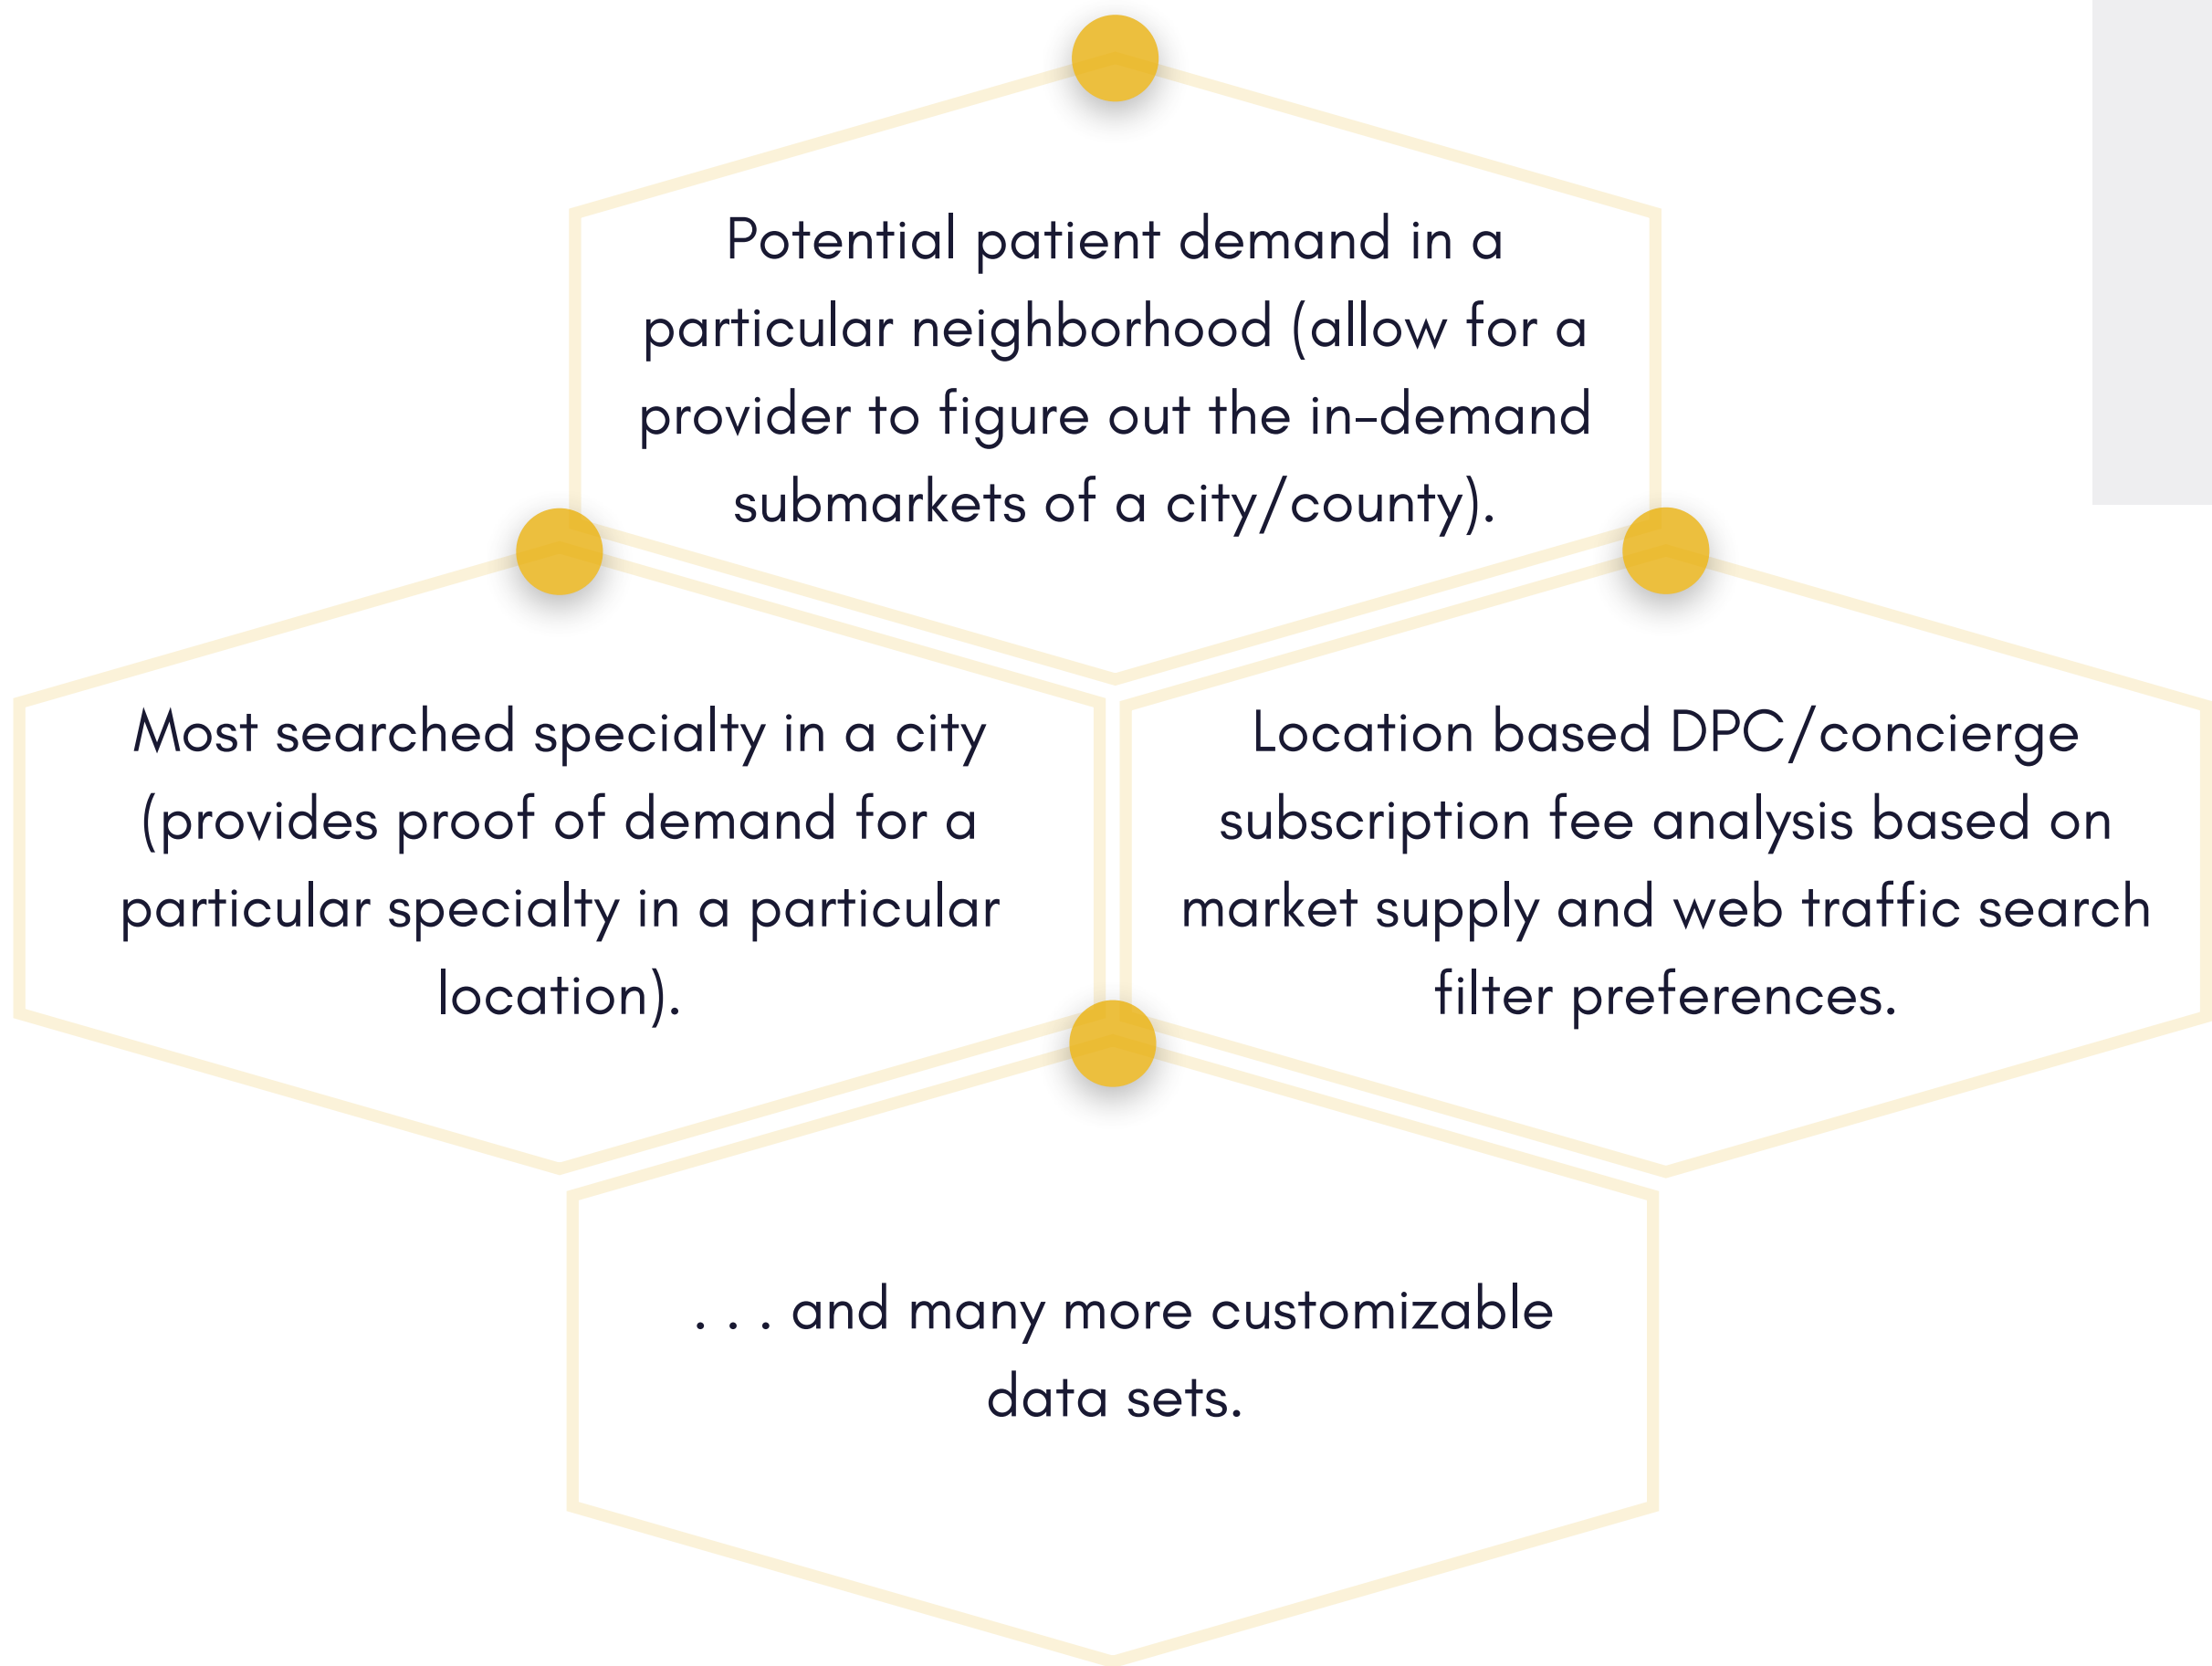 Potential patient demand in a
particular neighborhood (allow for a
provider to figure out the in-demand
submarkets of a city/county).
Most searched specialty in a city
(provides proof of demand for a
particular specialty in a particular
location).
Location based DPC/concierge
subscription fee analysis based on
market supply and web traffic search
filter preferences.
. . . and many more customizable
data sets.